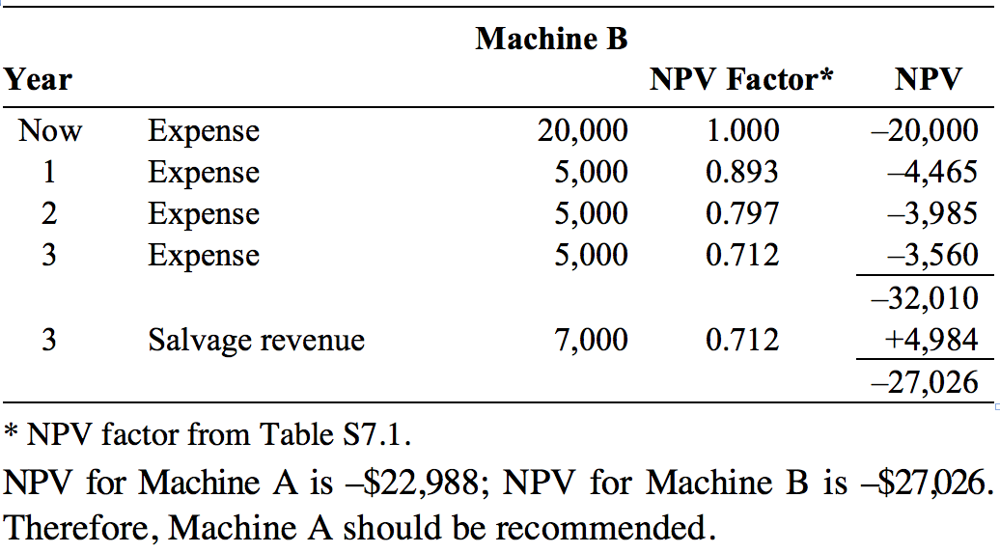 Machine B
Year NPV Factor* NPV
Now Expense 20,000 1.000 –20,000
1 Expense 5,000 0.893 –4,465
2 Expense 5,000 0.797 –3,985
3 Expense 5,000 0.712 –3,560
–32,010
3 Salvage revenue 7,000 0.712 +4,984
–27,026
* NPV factor from Table S7.1.
NPV for Machine A is –$22,988; NPV for Machine B is –$27,026.
Therefore, Machine A should be recommended.